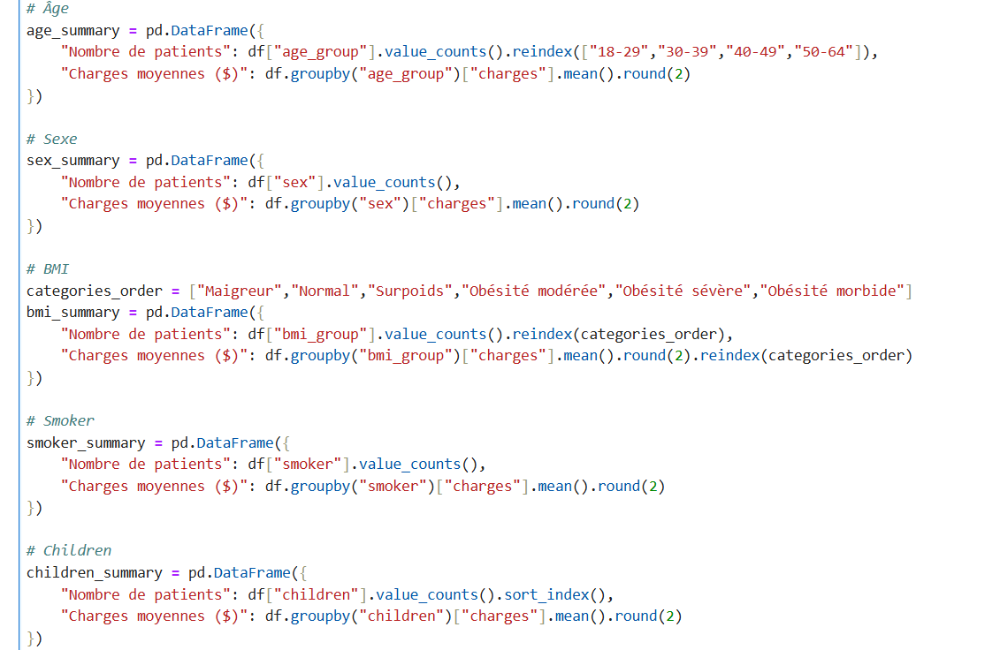 # Âge
age_summary = pd.DataFrame({
    "Nombre de patients": df["age_group"].value_counts().reindex(["18-29","30-39","40-49","50-64"]),
    "Charges moyennes ($)": df.groupby("age_group")["charges"].mean().round(2)
})

# Sexe
sex_summary = pd.DataFrame({
    "Nombre de patients": df["sex"].value_counts(),
    "Charges moyennes ($)": df.groupby("sex")["charges"].mean().round(2)
})

# BMI
categories_order = ["Maigreur","Normal","Surpoids","Obésité modérée","Obésité sévère","Obésité morbide"]
bmi_summary = pd.DataFrame({
    "Nombre de patients": df["bmi_group"].value_counts().reindex(categories_order),
    "Charges moyennes ($)": df.groupby("bmi_group")["charges"].mean().round(2).reindex(categories_order)
})

# Smoker
smoker_summary = pd.DataFrame({
    "Nombre de patients": df["smoker"].value_counts(),
    "Charges moyennes ($)": df.groupby("smoker")["charges"].mean().round(2)
})

# Children
children_summary = pd.DataFrame({
    "Nombre de patients": df["children"].value_counts().sort_index(),
    "Charges moyennes ($)": df.groupby("children")["charges"].mean().round(2)
})